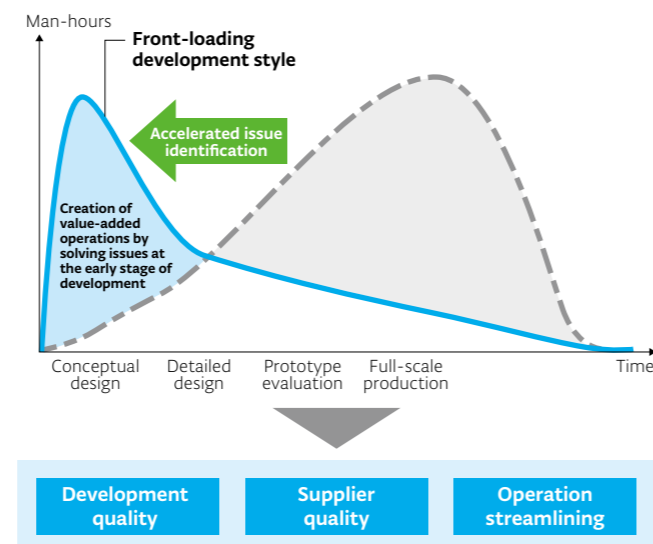 Man-hours
Front-loading
development style
Accelerated issue
identification
Creation of
value-added
operations by
solving issues at
the early stage of
development
Conceptual
design
Detailed
design
Prototype
evaluation
Full-scale
production
Time
Development
quality
Supplier
quality
Operation
streamlining